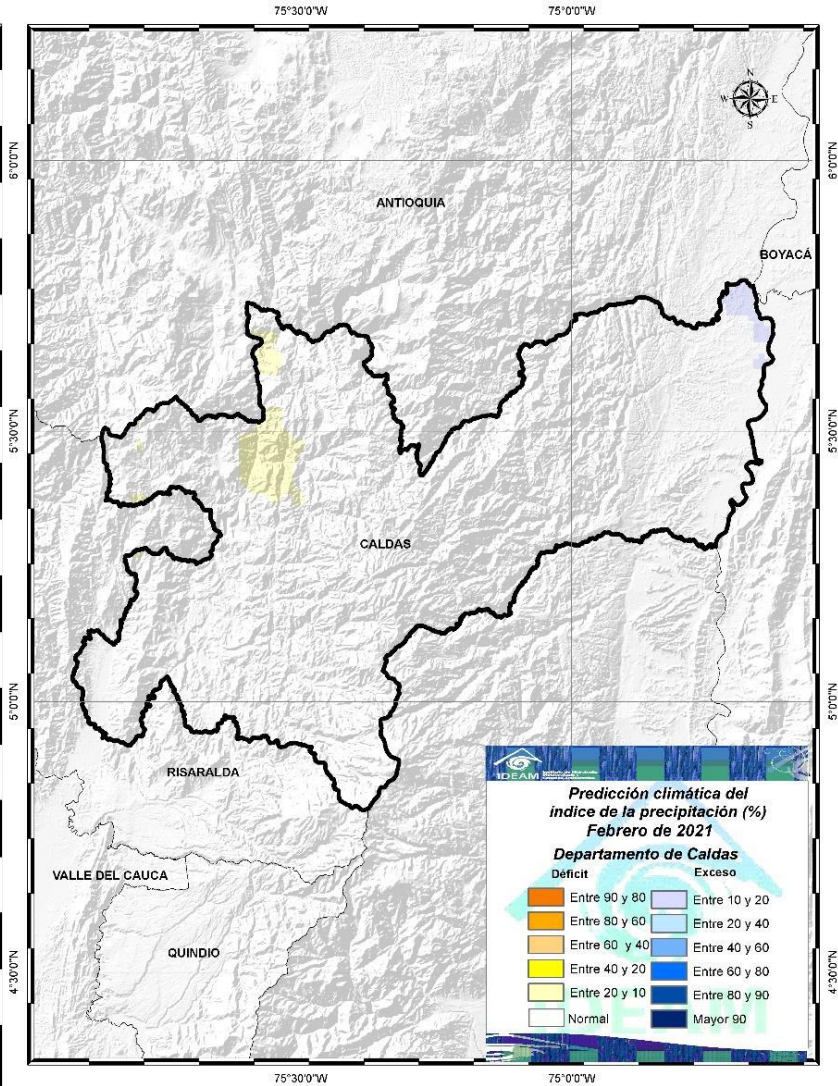 75°30'0"W
75°0'0"W
N
W E
S
6°0'0"N
6°0'0"N
ANTIOQUIA
BOYACÁ
5°30'0"N
5°30'0"N
CALDAS
5°0'0"N
5°0'0"N
RISARALDA
VALLE DEL CAUCA
QUINDIO
4°30'0"N
4°30'0"N
IDEAM
Predicción climática del
índice de la precipitación (%)
Febrero de 2021
Departamento de Caldas
Déficit Exceso
Entre 90 y 80 Entre 10 y 20
Entre 80 y 60 Entre 20 y 40
Entre 60 y 40 Entre 40 y 60
Entre 40 y 20 Entre 60 y 80
Entre 20 y 10 Entre 80 y 90
Normal Mayor 90
IDEAM
75°30'0"W
75°0'0"W